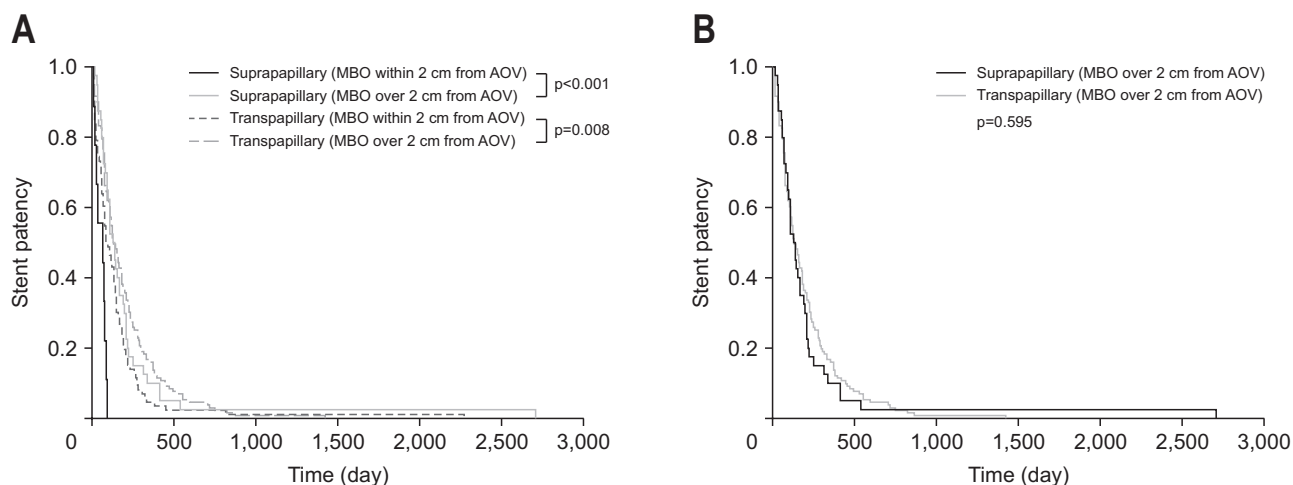 A
Suprapapillary (MBO within 2 cm from AOV)
Suprapapillary (MBO over 2 cm from AOV)
p<0.001
Transpapillary (MBO within 2 cm from AOV)
Transpapillary (MBO over 2 cm from AOV)
p=0.008
Stent patency
1.0
0.8
0.6
0.4
0.2
0 500 1,000 1,500 2,000 2,500 3,000
Time (day)
B
Suprapapillary (MBO over 2 cm from AOV)
Transpapillary (MBO over 2 cm from AOV)
p=0.595
Stent patency
1.0
0.8
0.6
0.4
0.2
0 500 1,000 1,500 2,000 2,500 3,000
Time (day)